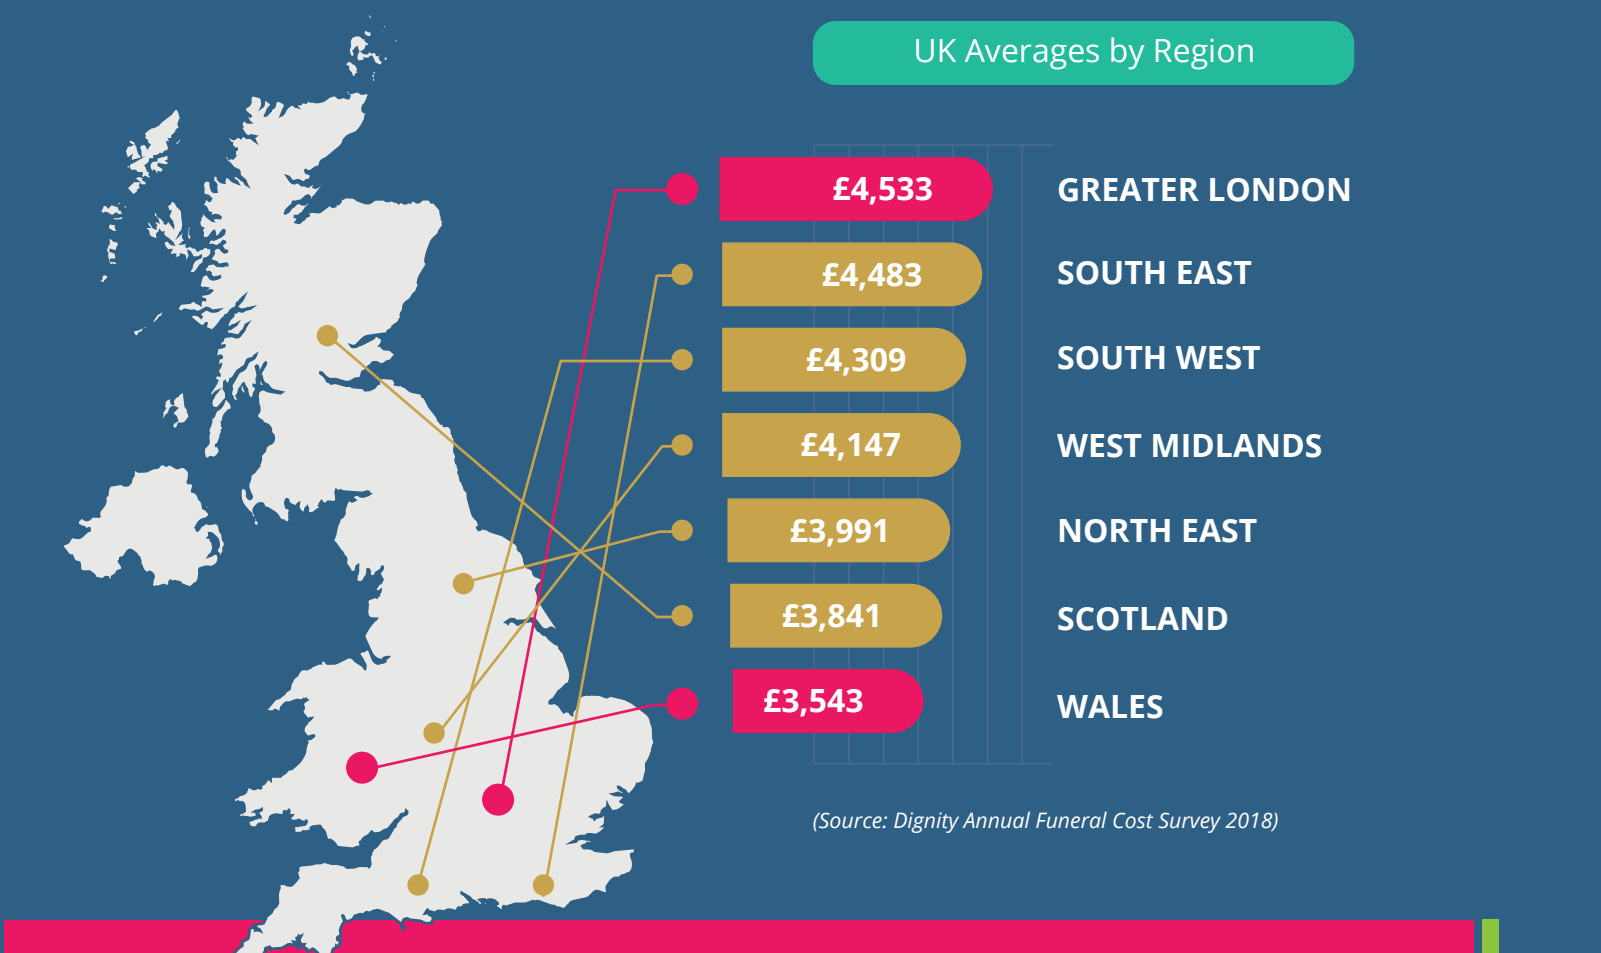 UK Averages by Region
£4,533 GREATER LONDON
£4,483 SOUTH EAST
£4,309 SOUTH WEST
£4,147 WEST MIDLANDS
£3,991 NORTH EAST
£3,841 SCOTLAND
£3,543 WALES
(Source: Dignity Annual Funeral Cost Survey 2018)